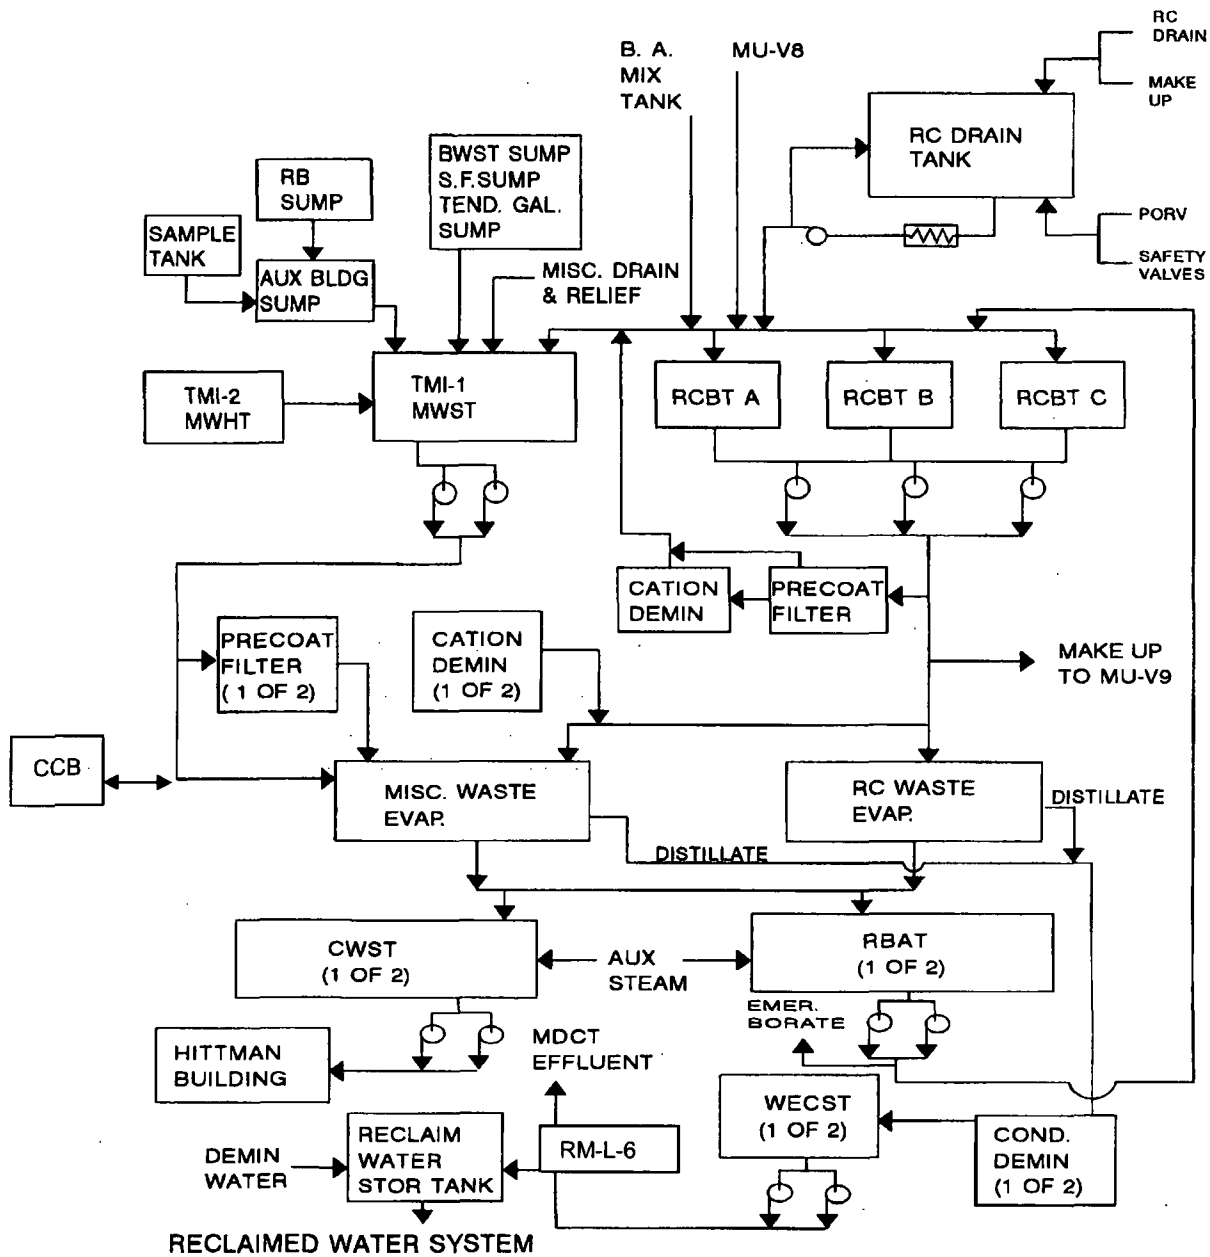 RC
DRAIN
MAKE
UP
B. A.
MIX
TANK
MU-V8
RC DRAIN
TANK
PORV
SAFETY
VALVES
BWST SUMP
S.F.SUMP
TEND. GAL.
SUMP
RB
SUMP
SAMPLE
TANK
AUX BLDG
SUMP
MISC. DRAIN
& RELIEF
TMI-2
MWHT
TMI-1
MWST
RCBT A
RCBT B
RCBT C
CATION
DEMIN
PRECOAT
FILTER
PRECOAT
FILTER
(1 OF 2)
CATION
DEMIN
(1 OF 2)
MAKE UP
TO MU-V9
CCB
MISC. WASTE
EVAP.
RC WASTE
EVAP.
DISTILLATE
DISTILLATE
CWST
(1 OF 2)
AUX
STEAM
RBAT
(1 OF 2)
EMER.
BORATE
HITTMAN
BUILDING
MDCT
EFFLUENT
WECST
(1 OF 2)
COND.
DEMIN
(1 OF 2)
DEMIN
WATER
RECLAIM
WATER
STOR TANK
RM-L-6
RECLAIMED WATER SYSTEM